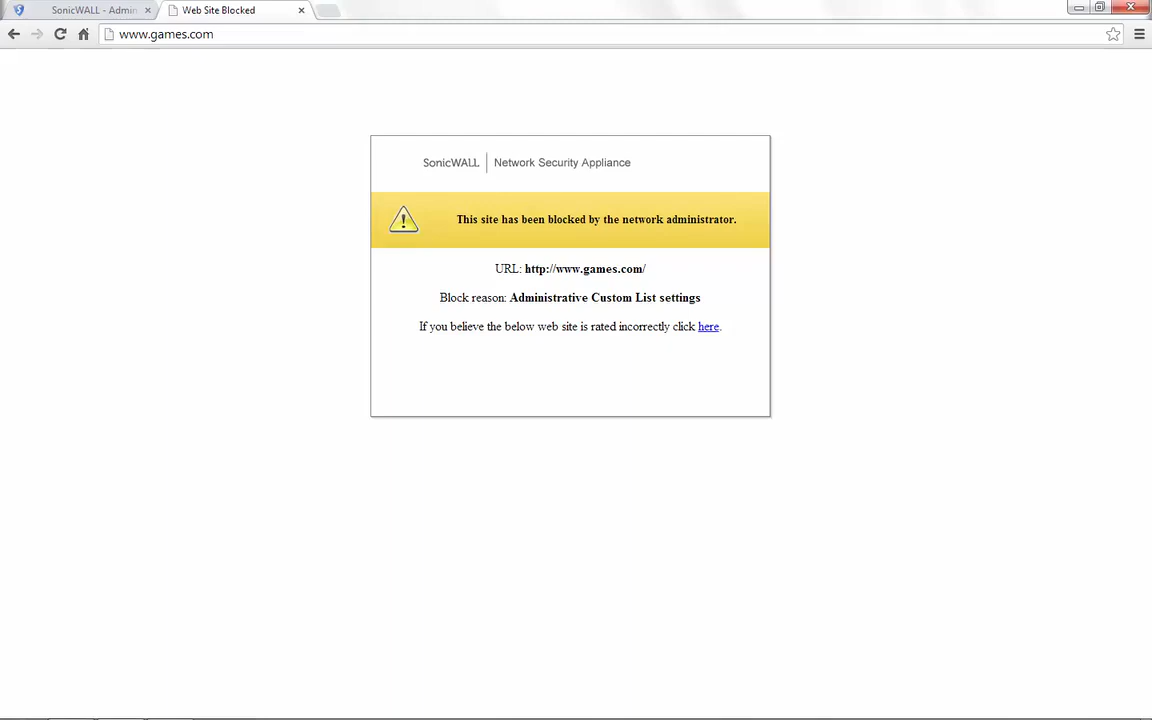 SonicWALL - Admin
Web Site Blocked
www.games.com
SonicWALL | Network Security Appliance
This site has been blocked by the network administrator.
URL: http://www.games.com/
Block reason: Administrative Custom List settings
If you believe the below web site is rated incorrectly click here.